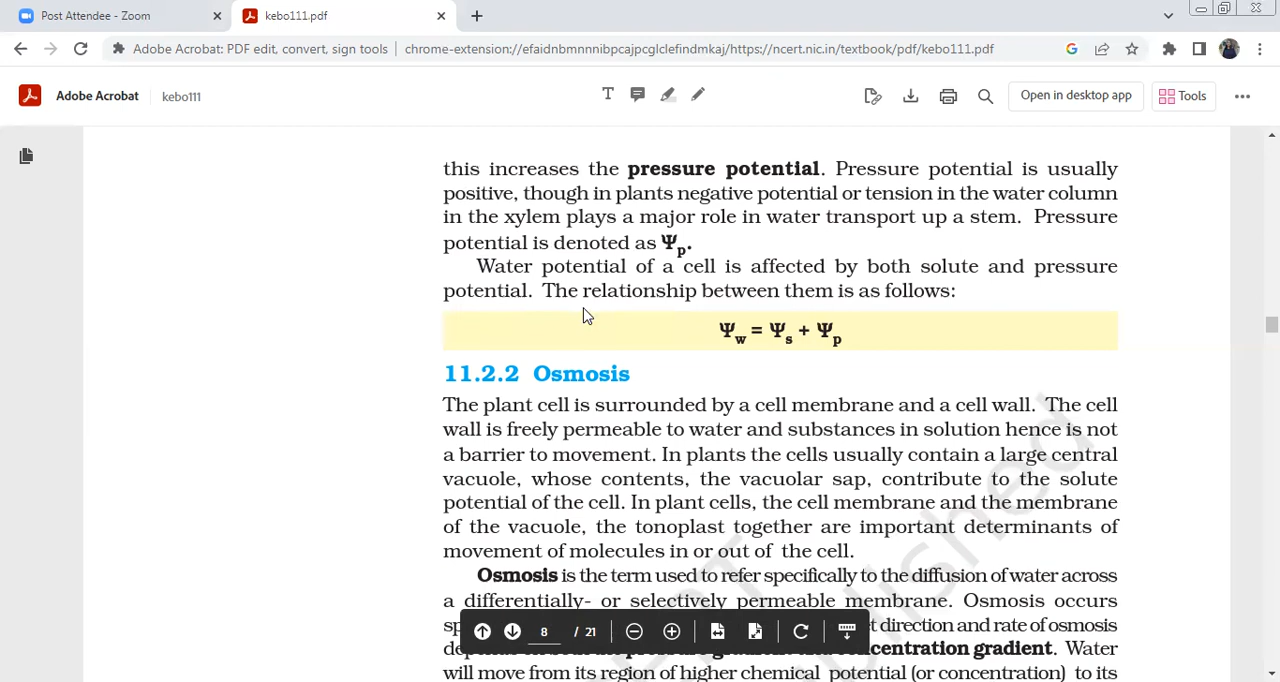 Post Attendee - Zoom
kebo111.pdf
Adobe Acrobat: PDF edit, convert, sign tools
chrome-extension://efaidnbmnnnibpcajpcglclefindmkaj/https://ncert.nic.in/textbook/pdf/kebo111.pdf
Adobe Acrobat
kebo111
Open in desktop app
Tools
this increases the pressure potential. Pressure potential is usually
positive, though in plants negative potential or tension in the water column
in the xylem plays a major role in water transport up a stem. Pressure
potential is denoted as Ψp.
Water potential of a cell is affected by both solute and pressure
potential. The relationship between them is as follows:
Ψw = Ψs + Ψp
11.2.2 Osmosis
The plant cell is surrounded by a cell membrane and a cell wall. The cell
wall is freely permeable to water and substances in solution hence is not
a barrier to movement. In plants the cells usually contain a large central
vacuole, whose contents, the vacuolar sap, contribute to the solute
potential of the cell. In plant cells, the cell membrane and the membrane
of the vacuole, the tonoplast together are important determinants of
movement of molecules in or out of the cell.
Osmosis is the term used to refer specifically to the diffusion of water across
a differentially- or selectively permeable membrane. Osmosis occurs
direction and rate of osmosis
gradient. Water
will move from its region of higher chemical potential (or concentration) to its
8 / 21